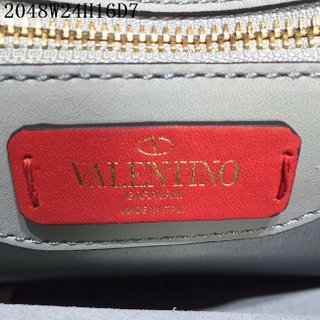 2048W24H16D7
VALENTINO
GARAVANI
MADE IN ITALY